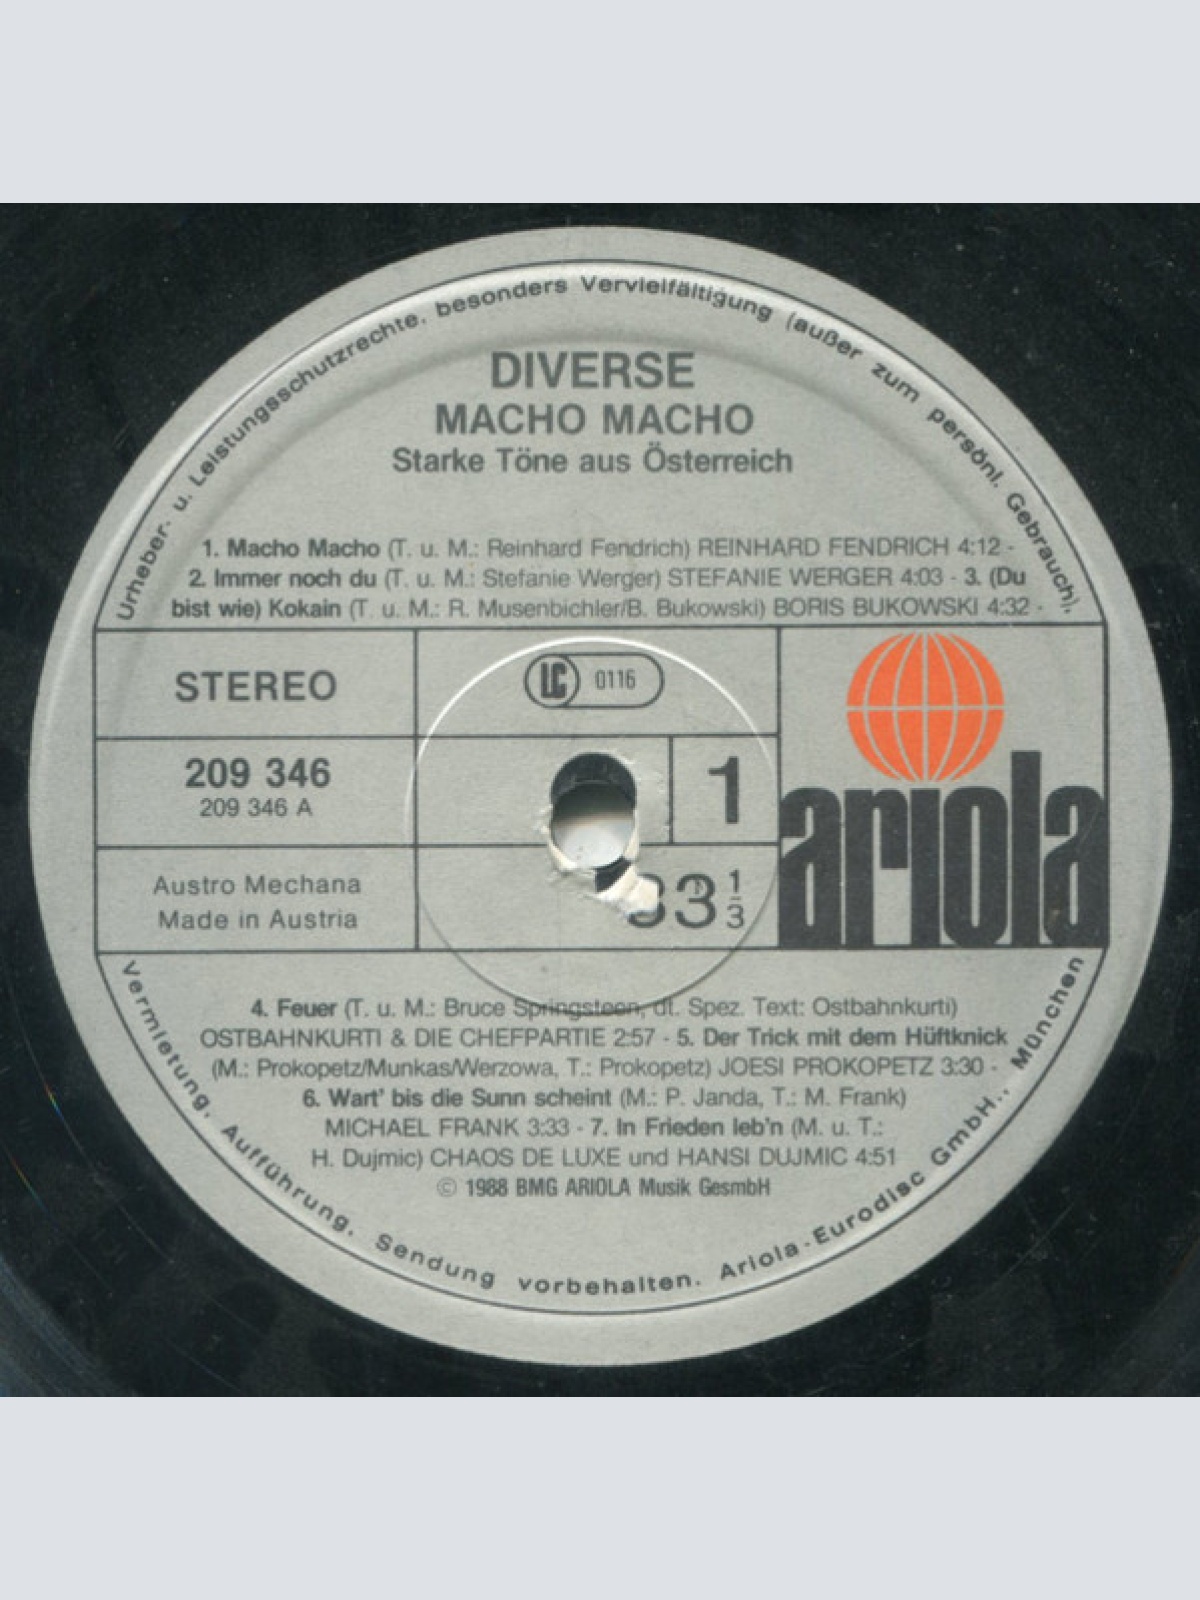 Urheber- u. Leistungsschutzrechte, besonders Vervielfältigung (außer zum persönl. Gebrauch),
DIVERSE
MACHO MACHO
Starke Töne aus Österreich
1. Macho Macho (T. u. M.: Reinhard Fendrich) REINHARD FENDRICH 4:12 -
2. Immer noch du (T. u. M.: Stefanie Werger) STEFANIE WERGER 4:03 - 3. (Du
bist wie) Kokain (T. u. M.: R. Musenbichler/B. Bukowski) BORIS BUKOWSKI 4:32 -
STEREO
LC 0116
209 346
209 346 A
1
Austro Mechana
Made in Austria
33 1/3
ariola
4. Feuer (T. u. M.: Bruce Springsteen, dt. Spez. Text: Ostbahnkurti)
OSTBAHNKURTI & DIE CHEFPARTIE 2:57 - 5. Der Trick mit dem Hüftknick
(M.: Prokopetz/Munkas/Werzowa, T.: Prokopetz) JOESI PROKOPETZ 3:30 -
6. Wart' bis die Sunn scheint (M.: P. Janda, T.: M. Frank)
MICHAEL FRANK 3:33 - 7. In Frieden leb'n (M. u. T.:
H. Dujmic) CHAOS DE LUXE und HANSI DUJMIC 4:51
© 1988 BMG ARIOLA Musik GesmbH
Vermietung, Aufführung, Sendung vorbehalten. Ariola-Eurodisc GmbH., München